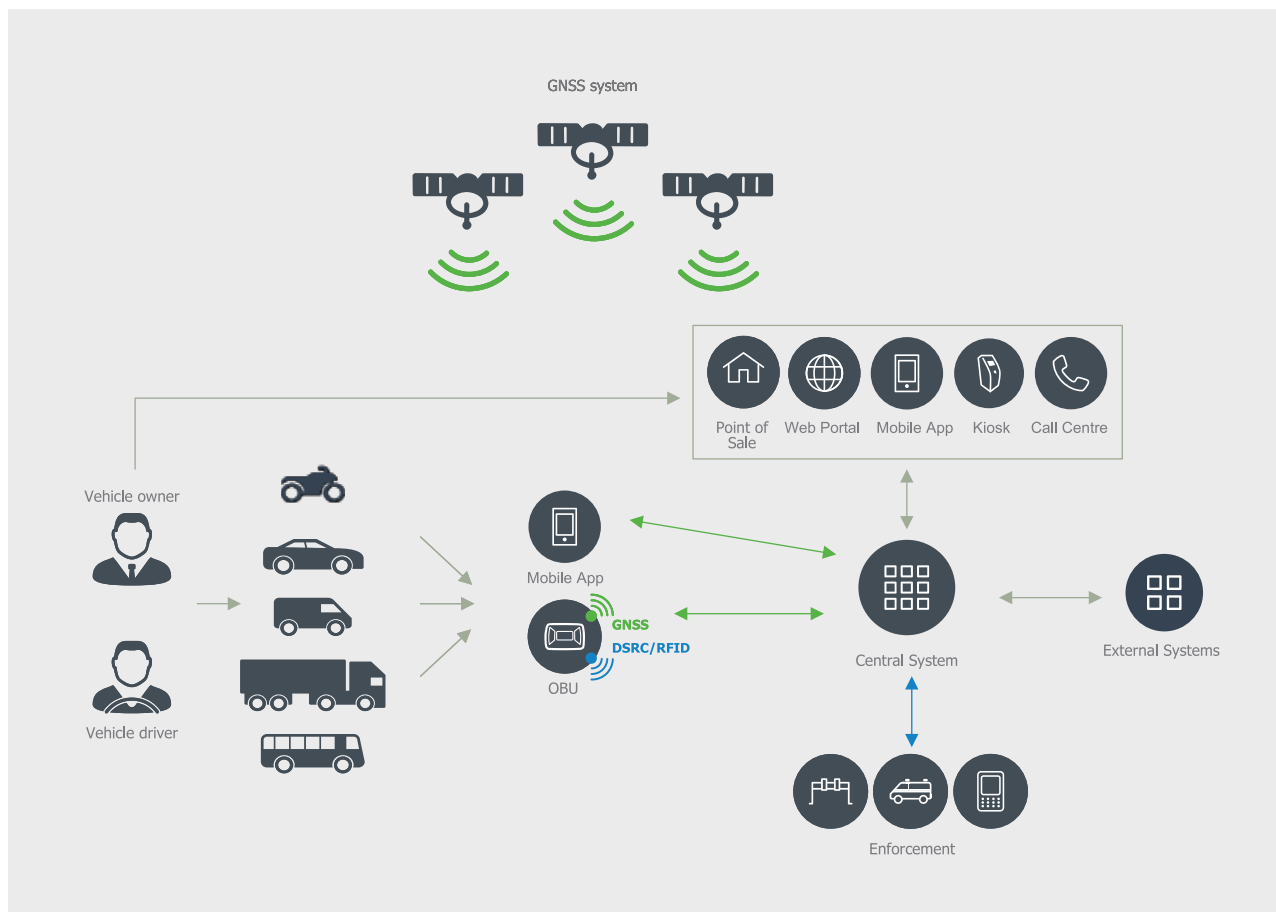 GNSS system
Point of
Sale
Web Portal
Mobile App
Kiosk
Call Centre
Vehicle owner
Mobile App
GNSS
DSRC/RFID
OBU
Central System
External Systems
Vehicle driver
Enforcement